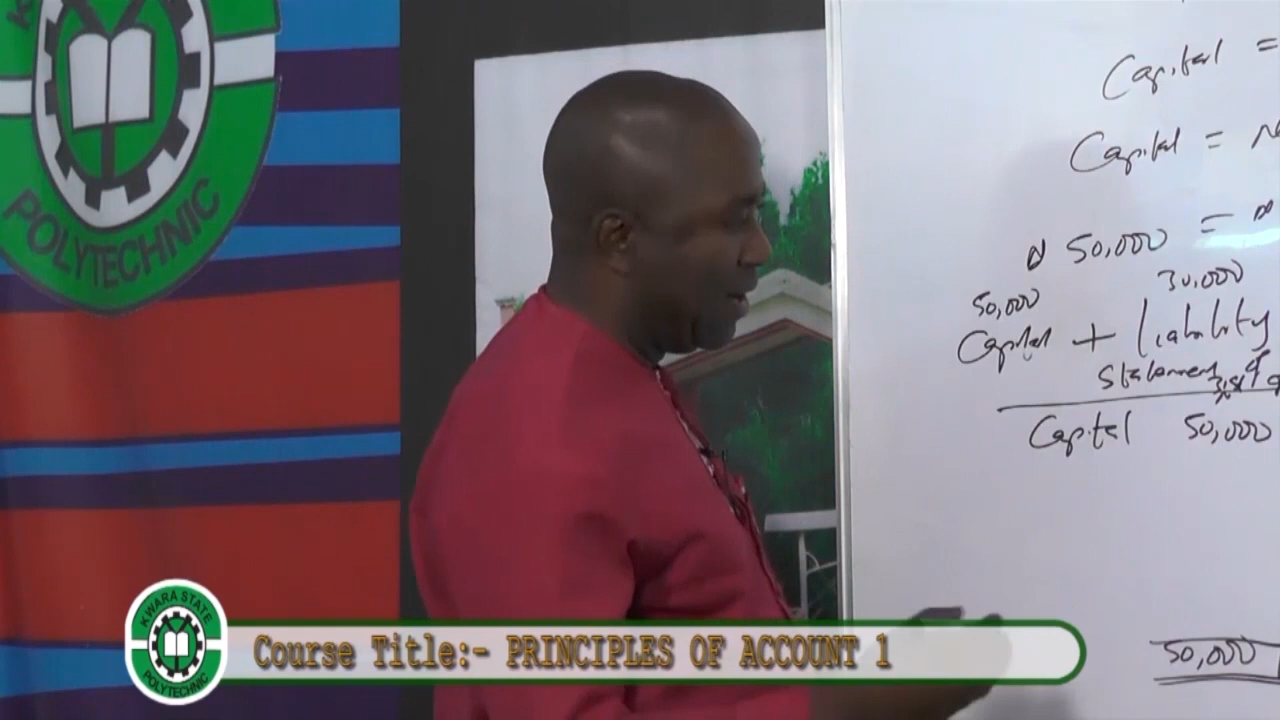 POLYTECHNIC
Capital =
Capital = N
N 50,000 = N
50,000 30,000
Capital + liability
Statement
Capital 50,000
50,000
KWARA STATE
POLYTECHNIC
Course Title:- PRINCIPLES OF ACCOUNT 1